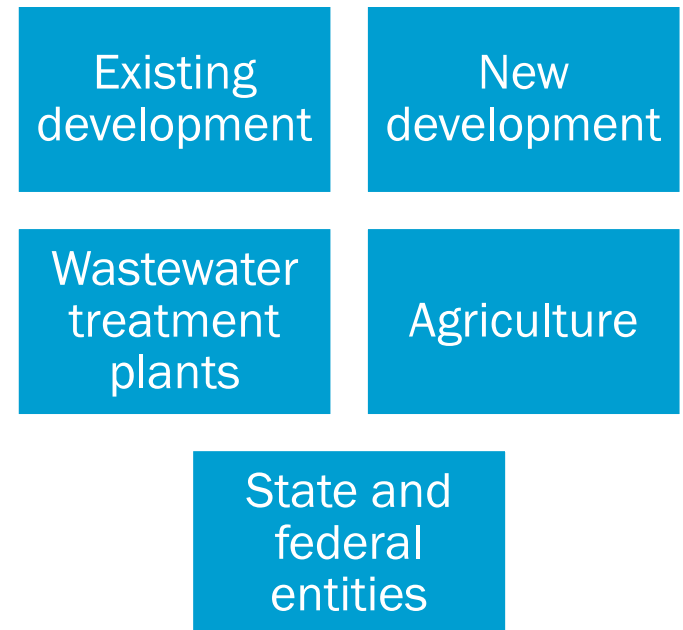 Existing
development
New
development
Wastewater
treatment
plants
Agriculture
State and
federal
entities